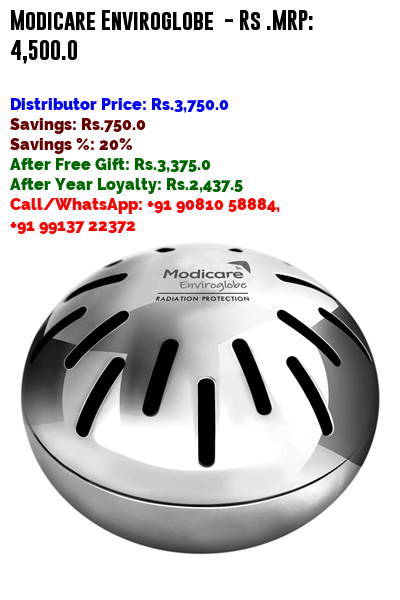 Modicare Enviroglobe - Rs .MRP:
4,500.0
Distributor Price: Rs.3,750.0
Savings: Rs.750.0
Savings %: 20%
After Free Gift: Rs.3,375.0
After Year Loyalty: Rs.2,437.5
Call/WhatsApp: +91 90810 58884,
+91 99137 22372
Modicare
Enviroglobe
RADIATION PROTECTION